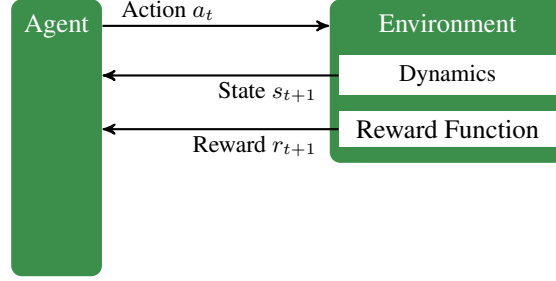 Agent
Action a_t
Environment
Dynamics
State s_{t+1}
Reward Function
Reward r_{t+1}